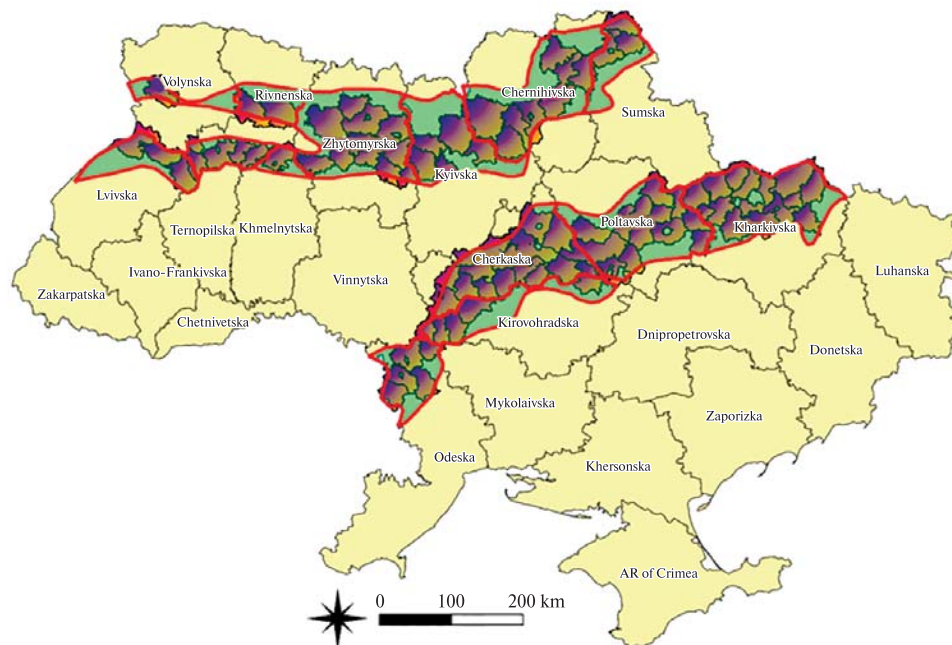 Volynska
Rivnenska
Chernihivska
Sumska
Zhytomyrska
Kyivska
Lvivska
Ternopilska
Khmelnytska
Poltavska
Kharkivska
Cherkaska
Ivano-Frankivska
Vinnytska
Luhanska
Zakarpatska
Chetnivetska
Kirovohradska
Dnipropetrovska
Donetska
Mykolaivska
Zaporizka
Odeska
Khersonska
AR of Crimea
0 100 200 km